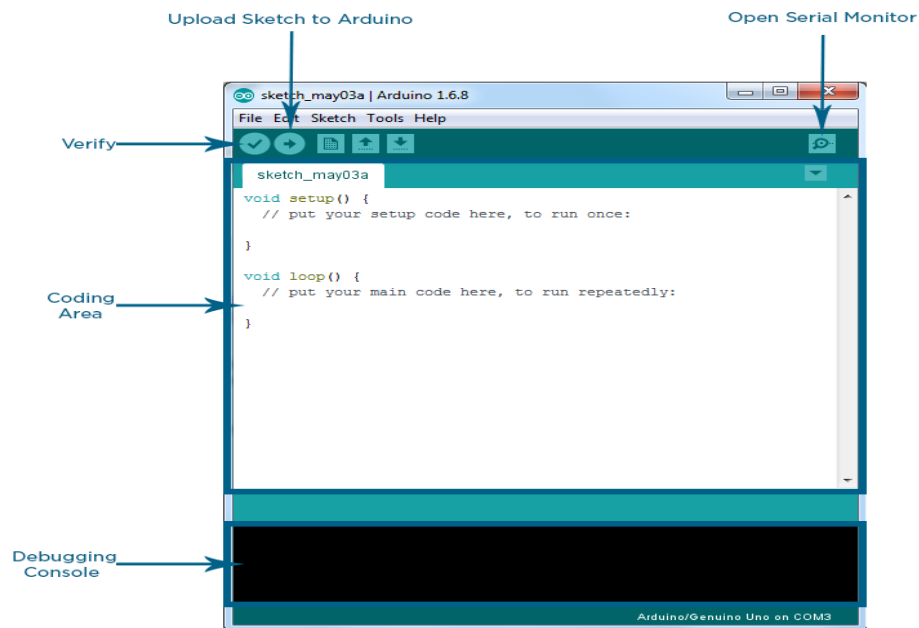 Upload Sketch to Arduino
Open Serial Monitor
sketch_may03a | Arduino 1.6.8
File Edit Sketch Tools Help
Verify
sketch_may03a
void setup() {
// put your setup code here, to run once:
}
void loop() {
// put your main code here, to run repeatedly:
}
Coding
Area
Debugging
Console
Arduino/Genuino Uno on COM3